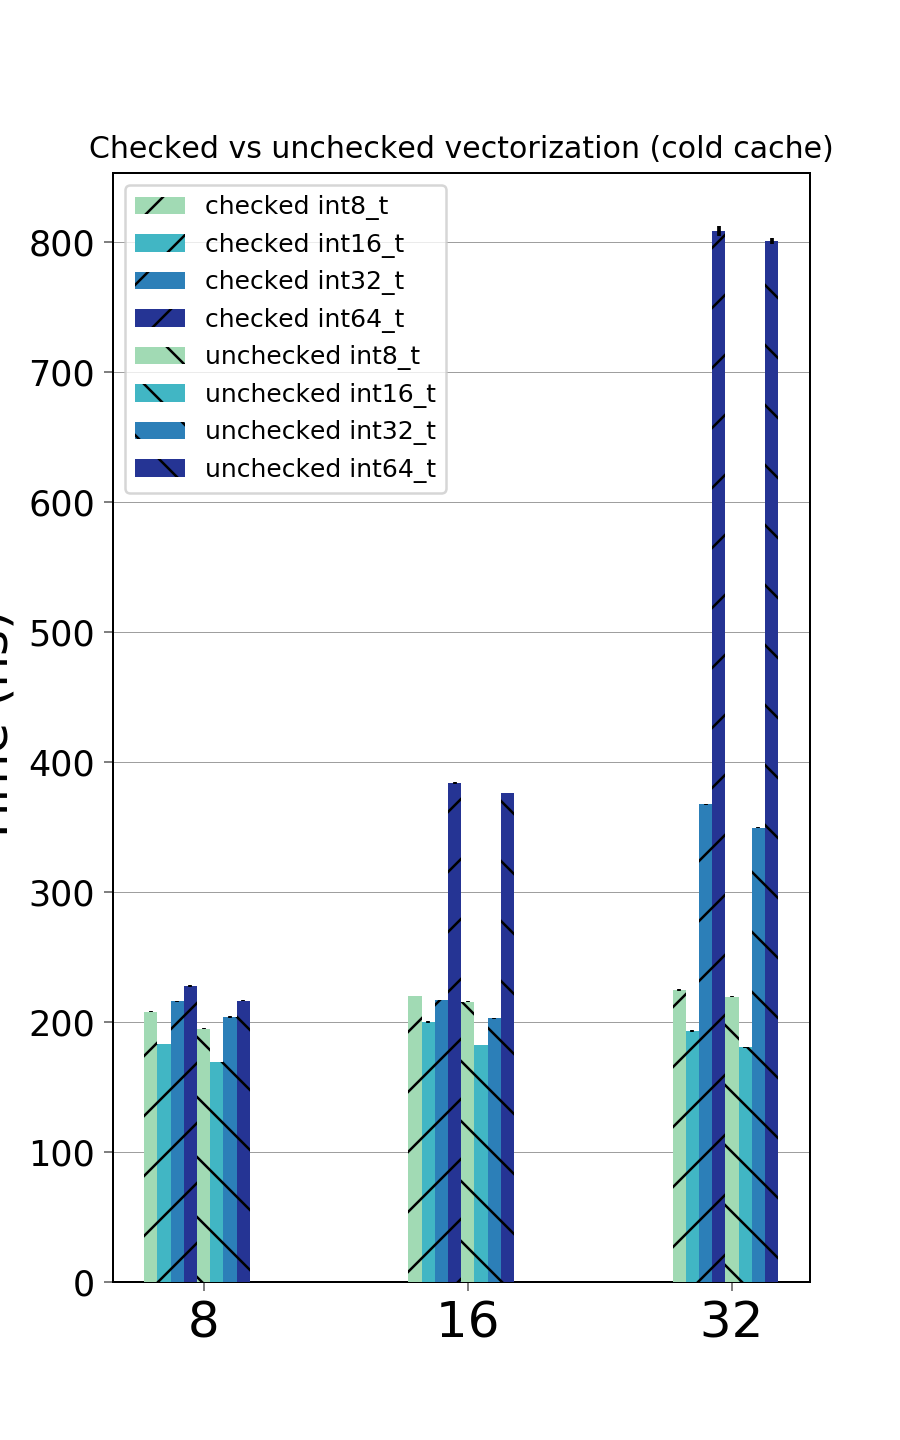 Checked vs unchecked vectorization (cold cache)
checked int8_t
checked int16_t
checked int32_t
checked int64_t
unchecked int8_t
unchecked int16_t
unchecked int32_t
unchecked int64_t
800
700
600
500
400
300
200
100
0
8 16 32